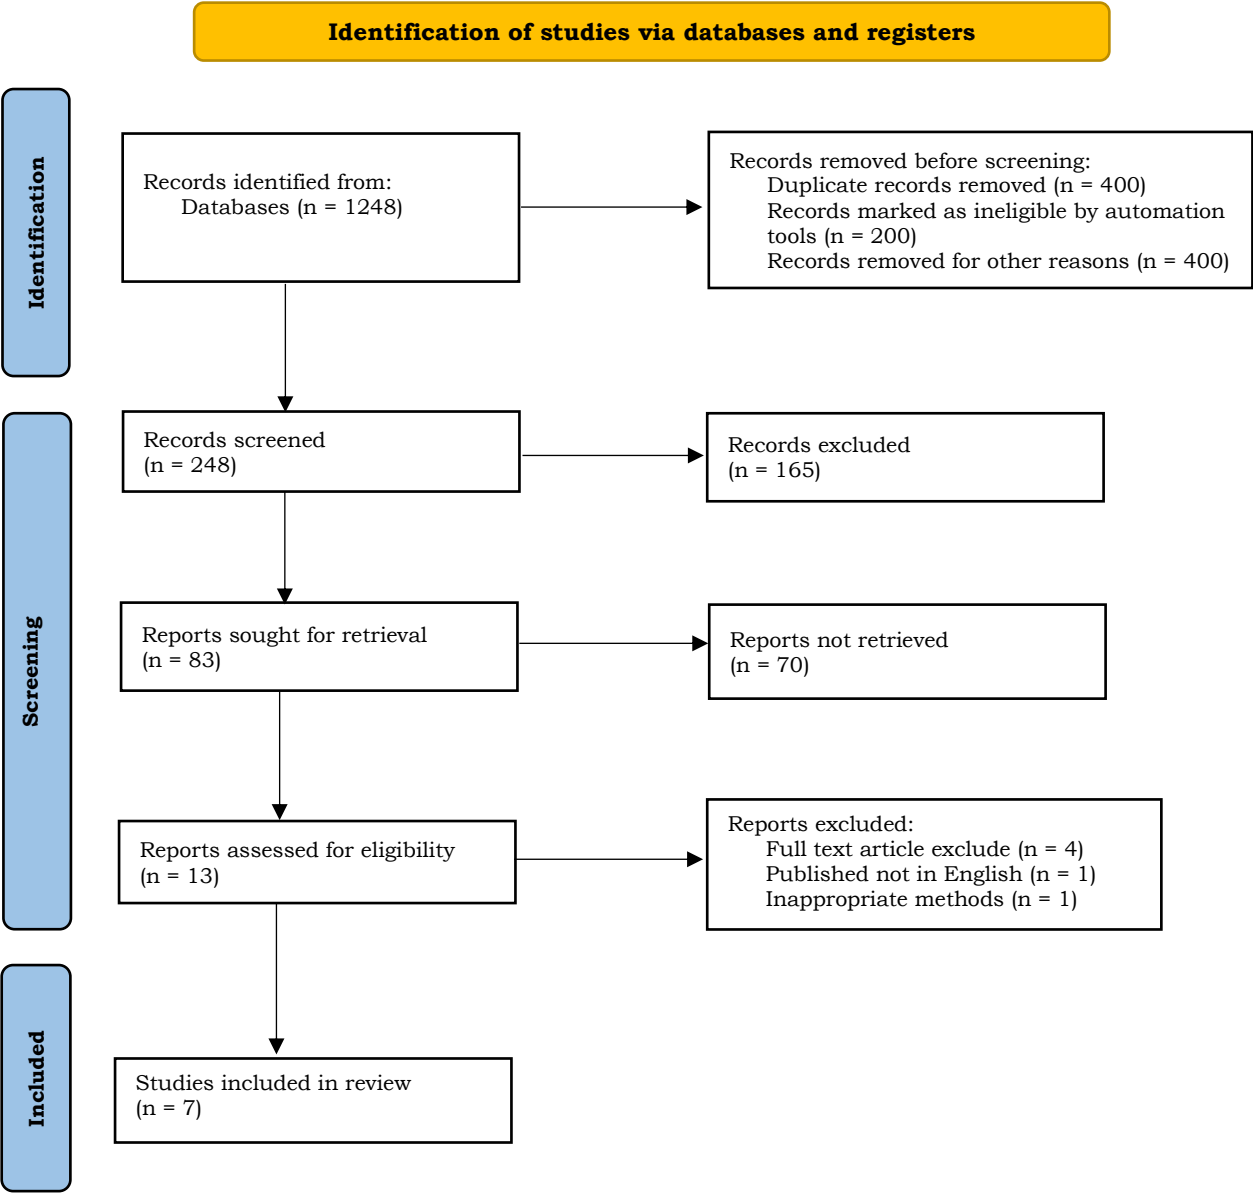 Identification of studies via databases and registers
Identification
Records identified from:
Databases (n = 1248)
Records removed before screening:
Duplicate records removed (n = 400)
Records marked as ineligible by automation
tools (n = 200)
Records removed for other reasons (n = 400)
Screening
Records screened
(n = 248)
Records excluded
(n = 165)
Reports sought for retrieval
(n = 83)
Reports not retrieved
(n = 70)
Reports assessed for eligibility
(n = 13)
Reports excluded:
Full text article exclude (n = 4)
Published not in English (n = 1)
Inappropriate methods (n = 1)
Included
Studies included in review
(n = 7)